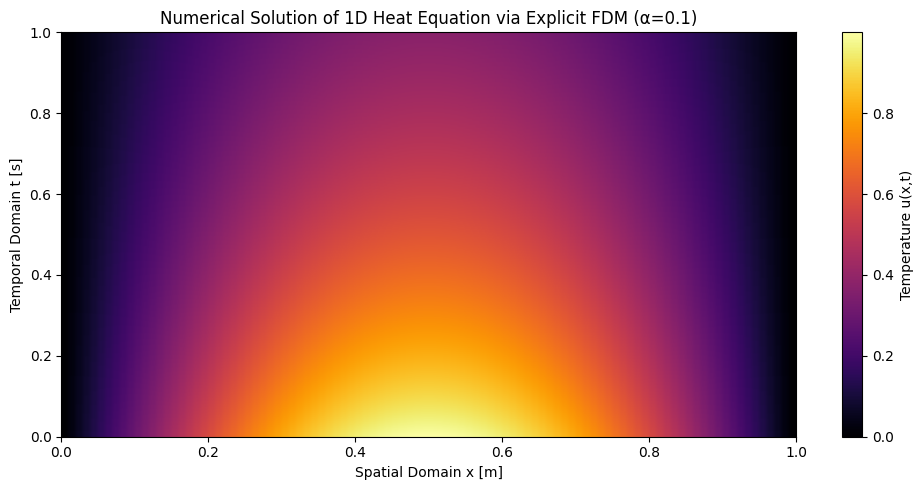 Numerical Solution of 1D Heat Equation via Explicit FDM (α=0.1)
Temporal Domain t [s]
1.0
0.8
0.6
0.4
0.2
0.0
0.0 0.2 0.4 0.6 0.8 1.0
Spatial Domain x [m]
0.8
0.6
0.4
0.2
0.0
Temperature u(x,t)